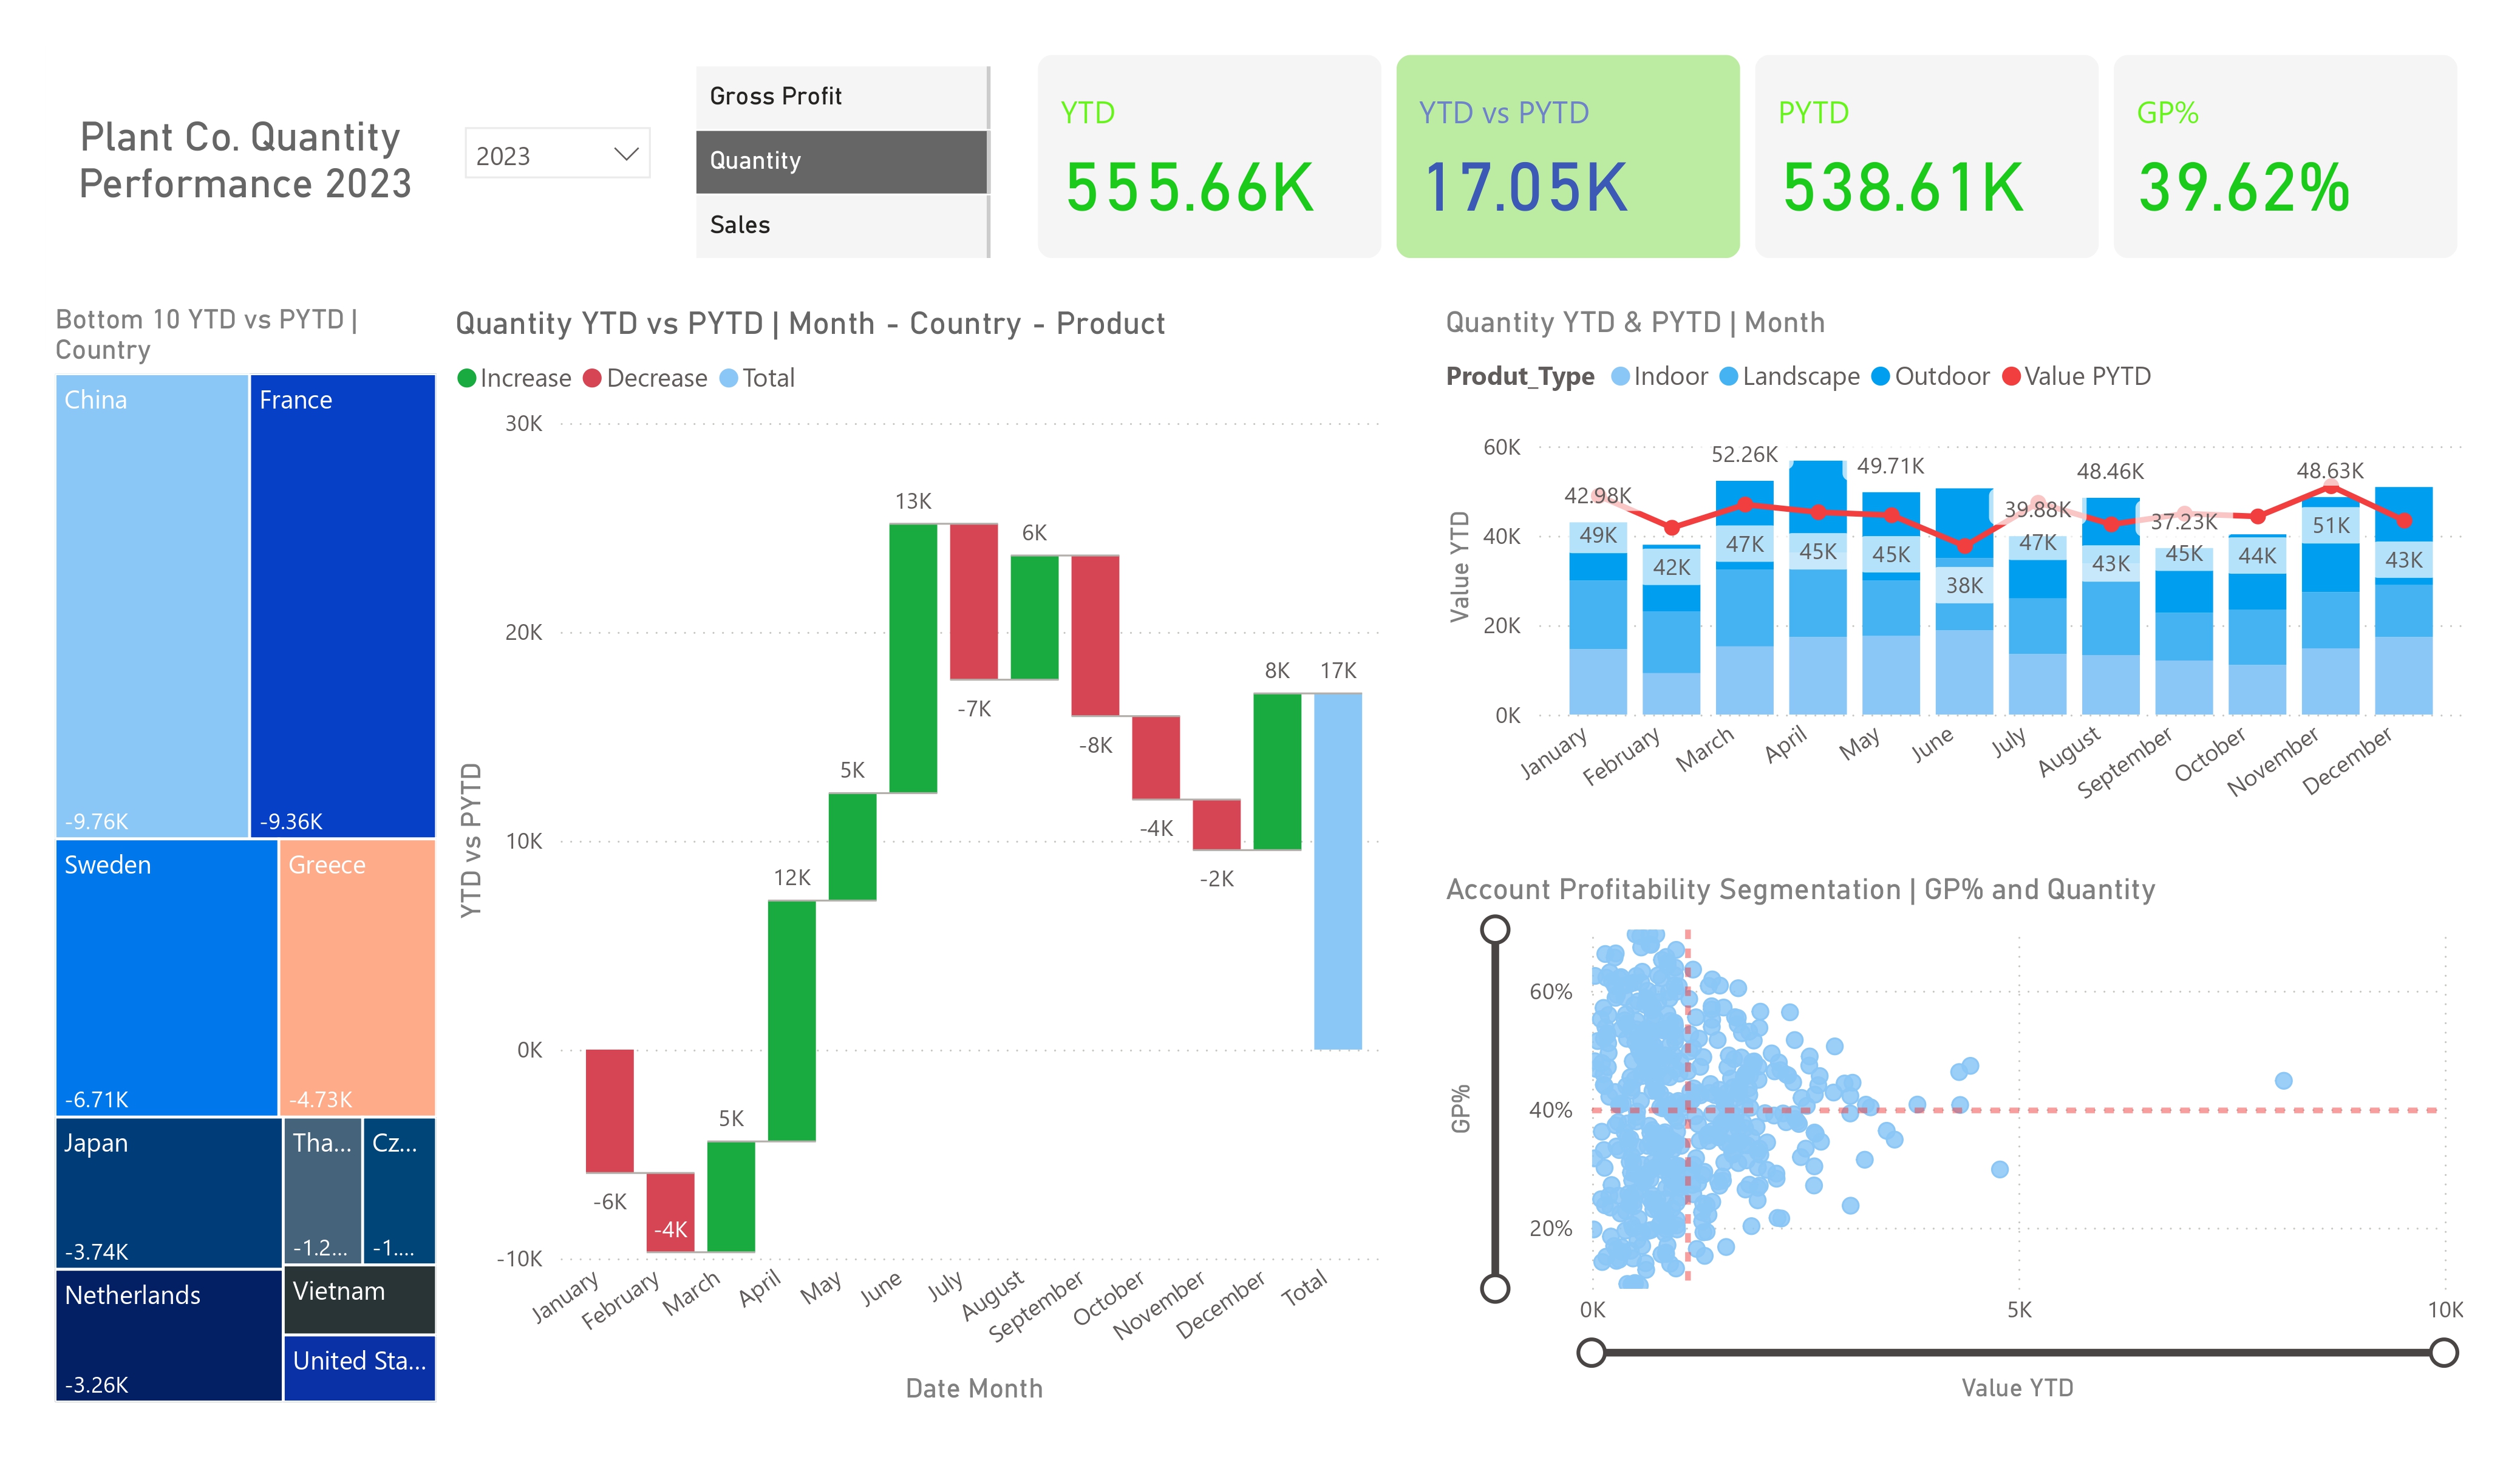 Plant Co. Quantity
Performance 2023
2023
Gross Profit
Quantity
Sales
YTD
555.66K
YTD vs PYTD
17.05K
PYTD
538.61K
GP%
39.62%
Bottom 10 YTD vs PYTD |
Country
China
-9.76K
France
-9.36K
Sweden
-6.71K
Greece
-4.73K
Japan
-3.74K
Tha...
-1.2...
Cz...
-1....
Netherlands
-3.26K
Vietnam
United Sta...
Quantity YTD vs PYTD | Month - Country - Product
Increase Decrease Total
YTD vs PYTD
30K
20K
10K
0K
-10K
-6K
-4K
5K
12K
5K
13K
-7K
6K
-8K
-4K
-2K
8K
17K
January
February
March
April
May
June
July
August
September
October
November
December
Total
Date Month
Quantity YTD & PYTD | Month
Produt_Type Indoor Landscape Outdoor Value PYTD
Value YTD
60K
40K
20K
0K
42.98K
52.26K
49.71K
39.88K
48.46K
37.23K
48.63K
49K
42K
47K
45K
45K
38K
47K
43K
45K
44K
51K
43K
January
February
March
April
May
June
July
August
September
October
November
December
Account Profitability Segmentation | GP% and Quantity
GP%
60%
40%
20%
0K
5K
10K
Value YTD